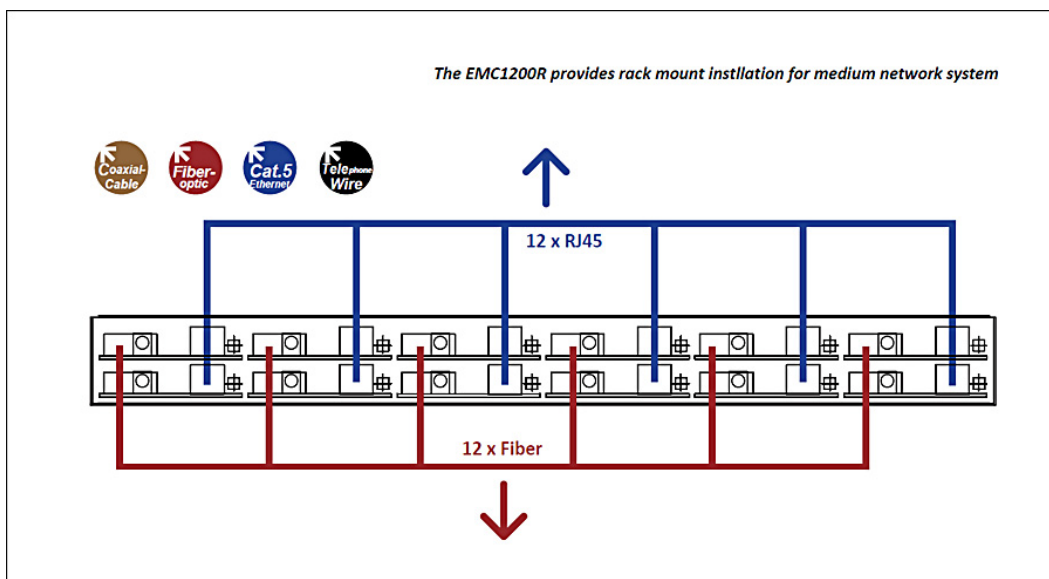 The EMC1200R provides rack mount instllation for medium network system
Coaxial-
Cable
Fiber-
optic
Cat.5
Ethernet
Telephone
Wire
12 x RJ45
12 x Fiber